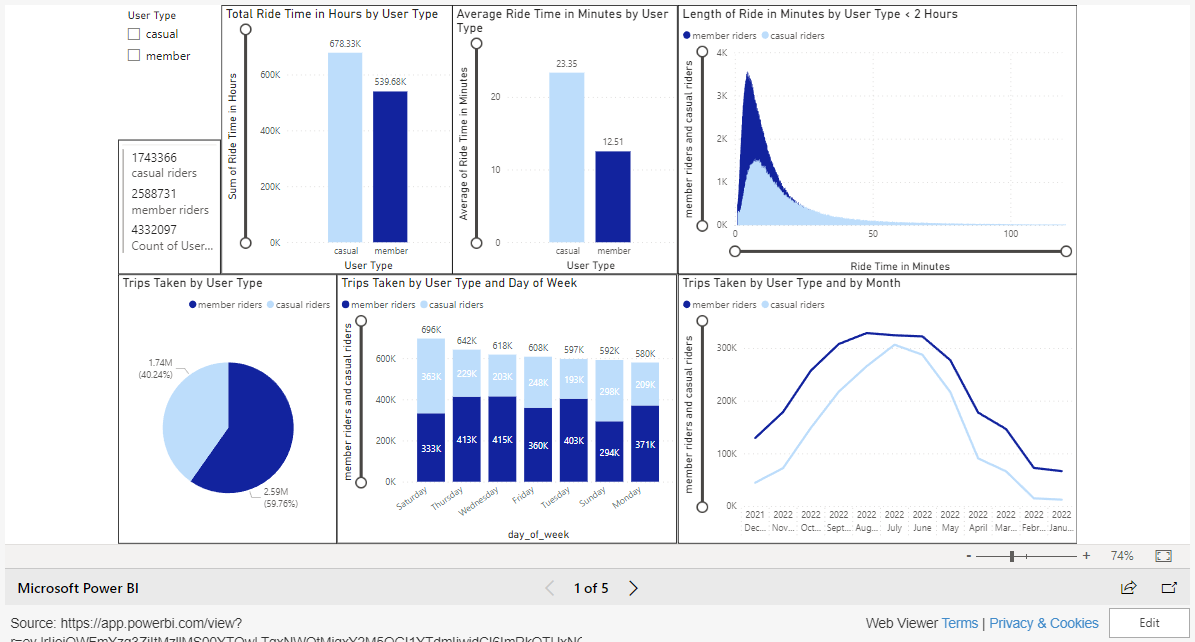 User Type
casual
member
1743366
casual riders
2588731
member riders
4332097
Count of User...
Total Ride Time in Hours by User Type
Sum of Ride Time in Hours
600K
400K
200K
0K
678.33K
539.68K
casual member
User Type
Average Ride Time in Minutes by User
Type
Average of Ride Time in Minutes
20
10
0
23.35
12.51
casual member
User Type
Length of Ride in Minutes by User Type < 2 Hours
member riders casual riders
member riders and casual riders
4K
3K
2K
1K
0K
0 50 100
Ride Time in Minutes
Trips Taken by User Type
member riders casual riders
1.74M
(40.24%)
2.59M
(59.76%)
Trips Taken by User Type and Day of Week
member riders casual riders
member riders and casual riders
600K
400K
200K
0K
696K 642K 618K 608K 597K 592K 580K
363K 229K 203K 248K 193K 298K 209K
333K 413K 415K 360K 403K 294K 371K
Saturday Thursday Wednesday Friday Tuesday Sunday Monday
day_of_week
Trips Taken by User Type and by Month
member riders casual riders
member riders and casual riders
300K
200K
100K
0K
2021 2022 2022 2022 2022 2022 2022 2022 2022 2022 2022 2022
Dec... Nov... Oct... Sept... Aug... July June May April Mar... Febr... Janu...
- + 74%
Microsoft Power BI
1 of 5
Source: https://app.powerbi.com/view?
Web Viewer Terms | Privacy & Cookies
Edit